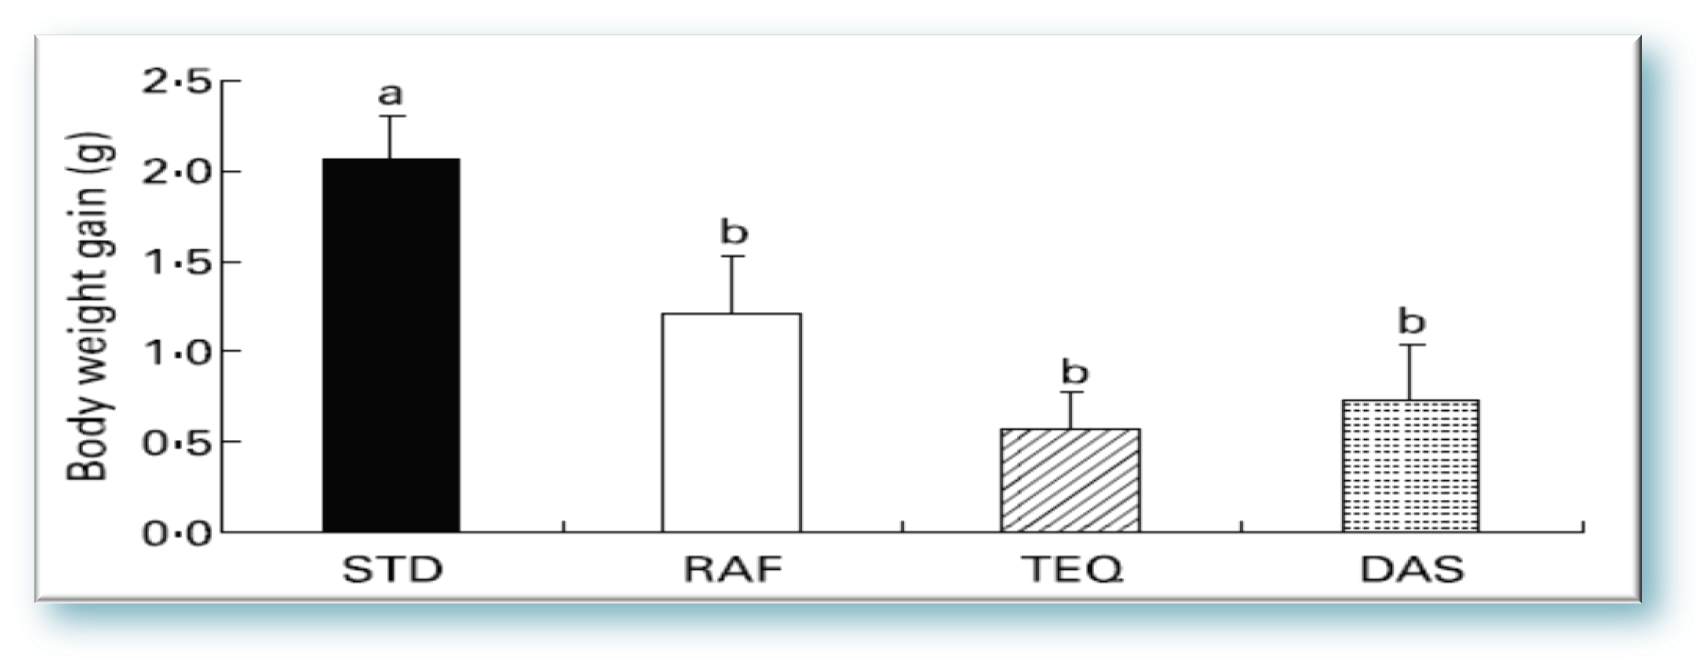 Body weight gain (g)
2·5
2·0
1·5
1·0
0·5
0·0
a
b
b
b
STD RAF TEQ DAS